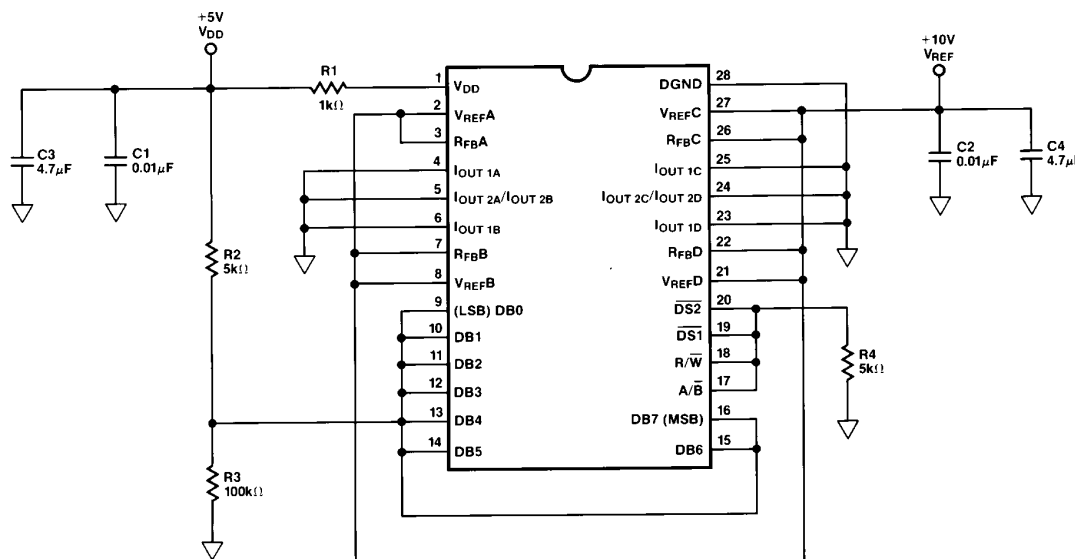 +5V
VDD
R1
1kΩ
C3
4.7μF
C1
0.01μF
R2
5kΩ
R3
100kΩ
1 VDD
2 VREFA
3 RFBA
4 IOUT 1A
5 IOUT 2A/IOUT 2B
6 IOUT 1B
7 RFBB
8 VREFB
9 (LSB) DB0
10 DB1
11 DB2
12 DB3
13 DB4
14 DB5
DGND 28
VREFC 27
RFBC 26
IOUT 1C 25
IOUT 2C/IOUT 2D 24
IOUT 1D 23
RFBD 22
VREFD 21
D̅S̅2̅ 20
D̅S̅1̅ 19
R/W̅ 18
A/B̅ 17
DB7 (MSB) 16
DB6 15
+10V
VREF
C2
0.01μF
C4
4.7μF
R4
5kΩ